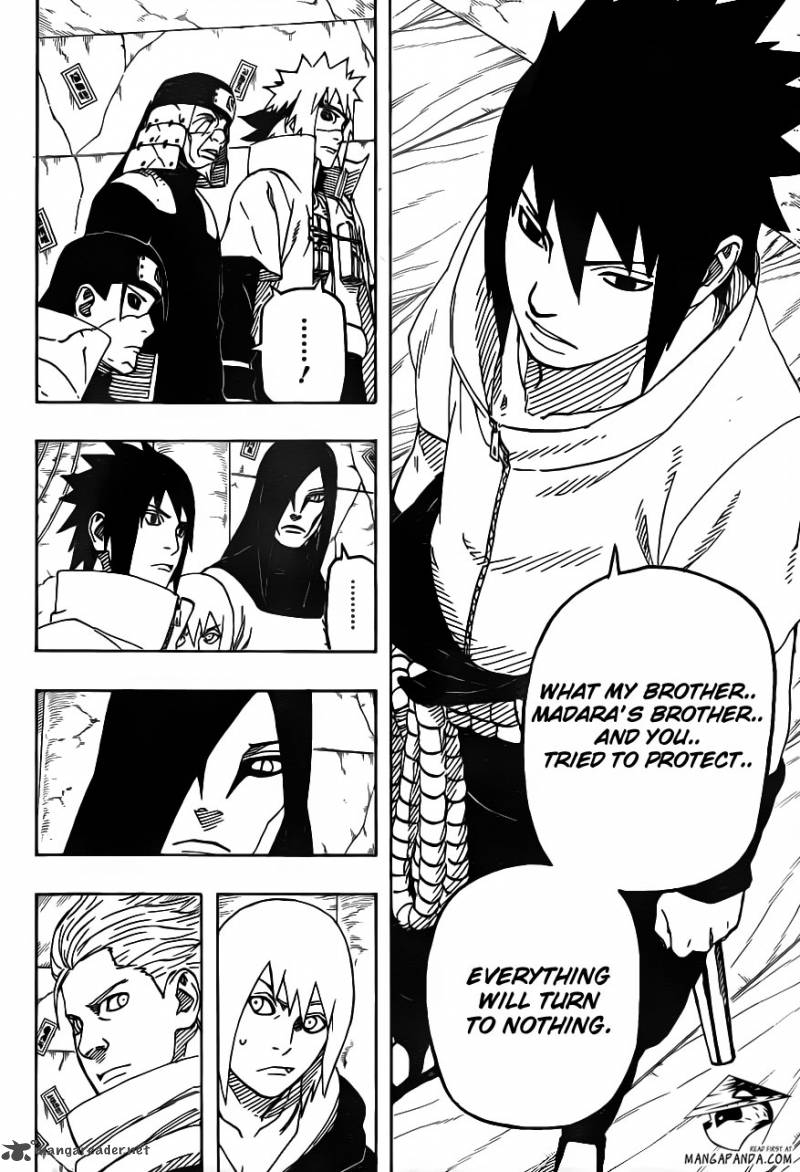 WHAT MY BROTHER..
MADARA'S BROTHER..
AND YOU..
TRIED TO PROTECT..
EVERYTHING
WILL TURN
TO NOTHING.
.......!
........
mangareader.net
READ FIRST AT
MANGAPANDA.COM